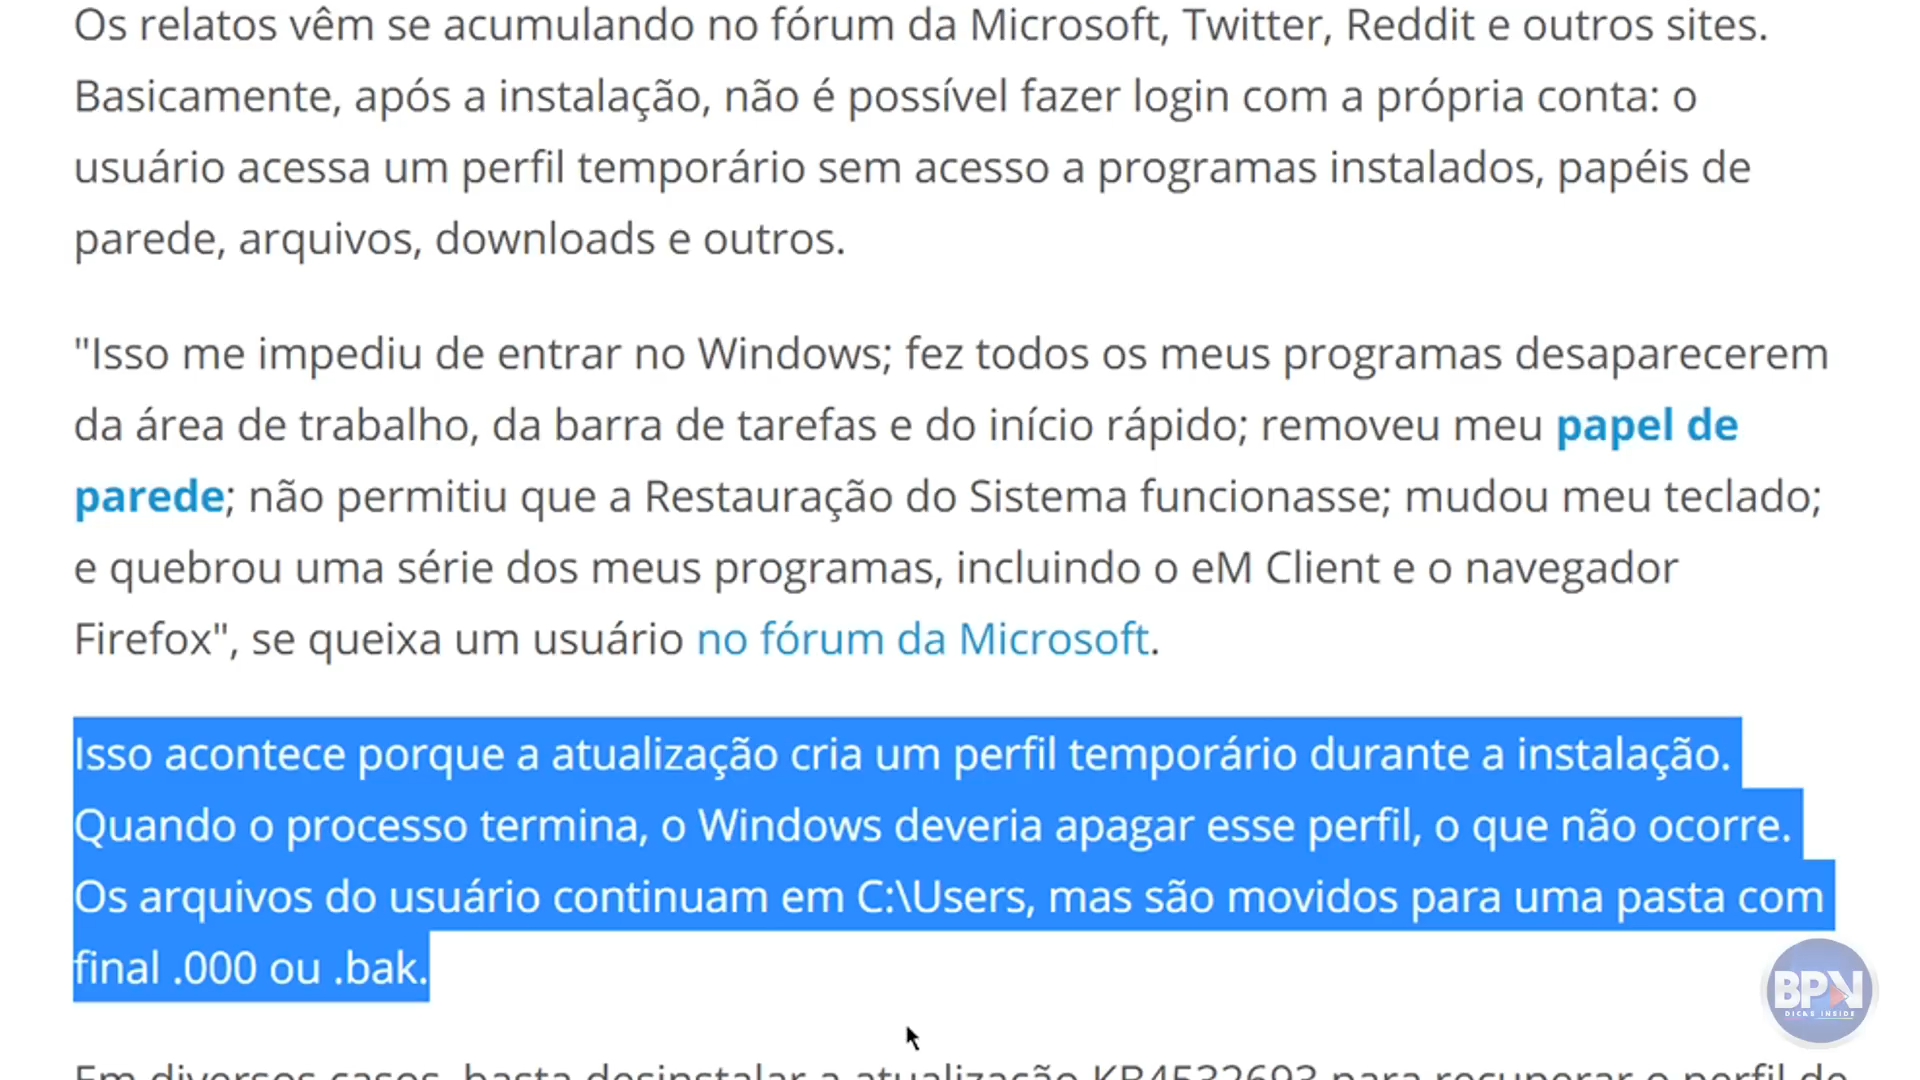 Os relatos vêm se acumulando no fórum da Microsoft, Twitter, Reddit e outros sites.
Basicamente, após a instalação, não é possível fazer login com a própria conta: o
usuário acessa um perfil temporário sem acesso a programas instalados, papéis de
parede, arquivos, downloads e outros.
"Isso me impediu de entrar no Windows; fez todos os meus programas desaparecerem
da área de trabalho, da barra de tarefas e do início rápido; removeu meu papel de
parede; não permitiu que a Restauração do Sistema funcionasse; mudou meu teclado;
e quebrou uma série dos meus programas, incluindo o eM Client e o navegador
Firefox", se queixa um usuário no fórum da Microsoft.
Isso acontece porque a atualização cria um perfil temporário durante a instalação.
Quando o processo termina, o Windows deveria apagar esse perfil, o que não ocorre.
Os arquivos do usuário continuam em C:\Users, mas são movidos para uma pasta com
final .000 ou .bak.
BPN
DICAS INSIDE
Em diversos casos, basta desinstalar a atualização KB4532693 para recuperar o perfil de